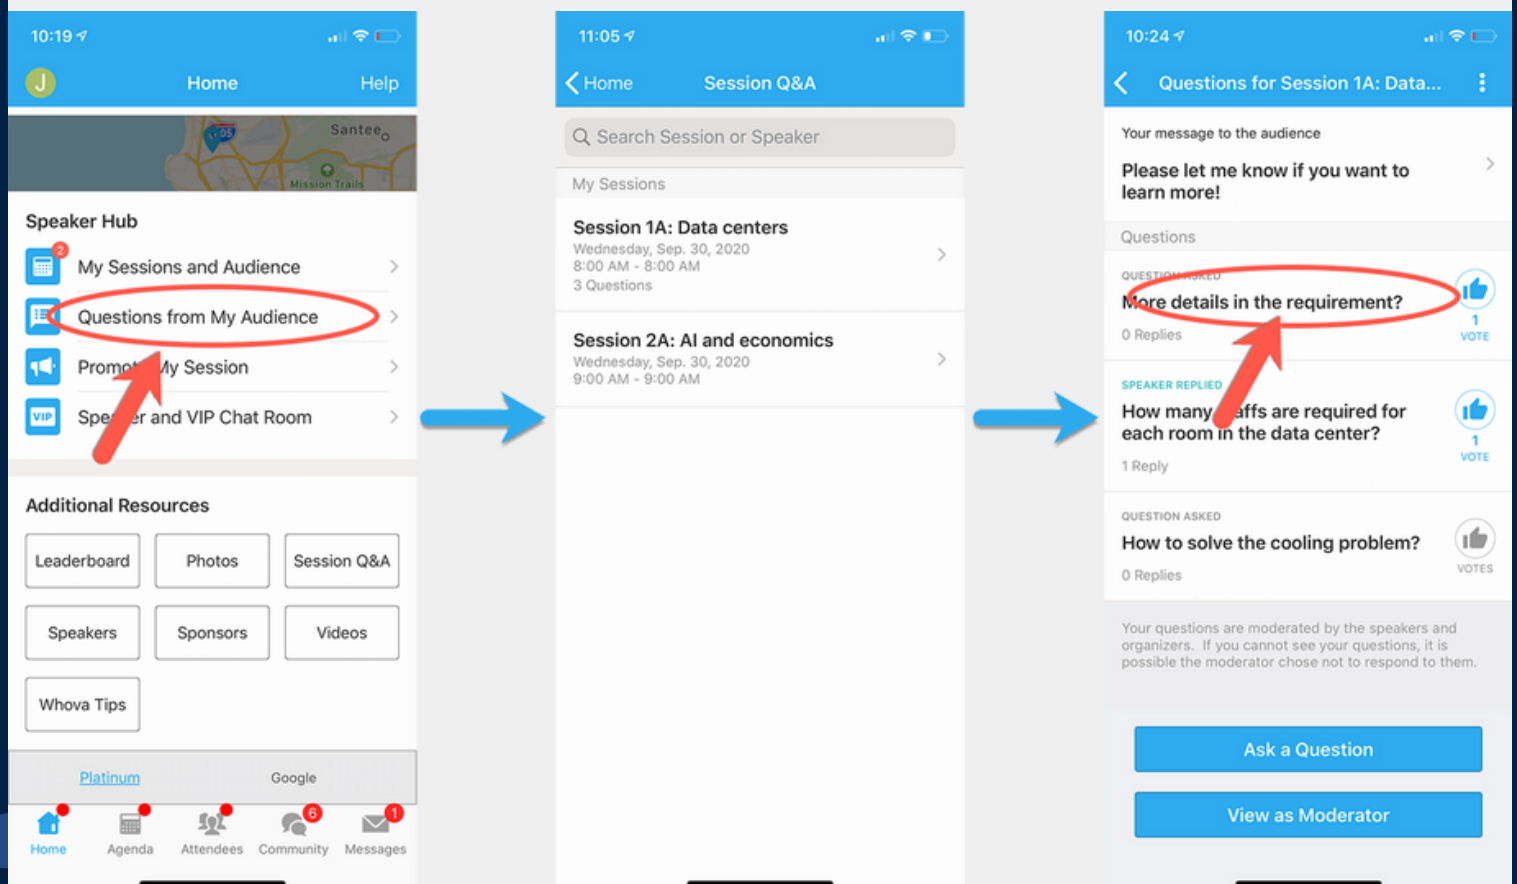 10:19
J
Home
Help
Santee
Mission Trails
Speaker Hub
2
My Sessions and Audience
Questions from My Audience
My Session
VIP
and VIP Chat Room
Additional Resources
Leaderboard
Photos
Session Q&A
Speakers
Sponsors
Videos
Whova Tips
Platinum
Google
6
1
Home
Agenda
Attendees
Community
Messages
11:05
Home
Session Q&A
Search Session or Speaker
My Sessions
Session 1A: Data centers
Wednesday, Sep. 30, 2020
8:00 AM - 8:00 AM
3 Questions
Session 2A: AI and economics
Wednesday, Sep. 30, 2020
9:00 AM - 9:00 AM
10:24
Questions for Session 1A: Data...
Your message to the audience
Please let me know if you want to
learn more!
Questions
QUESTION ASKED
More details in the requirement?
0 Replies
1
VOTE
SPEAKER REPLIED
How many are required for
each room in the data center?
1 Reply
1
VOTE
QUESTION ASKED
How to solve the cooling problem?
0 Replies
VOTES
Your questions are moderated by the speakers and
organizers. If you cannot see your questions, it is
possible the moderator chose not to respond to them.
Ask a Question
View as Moderator